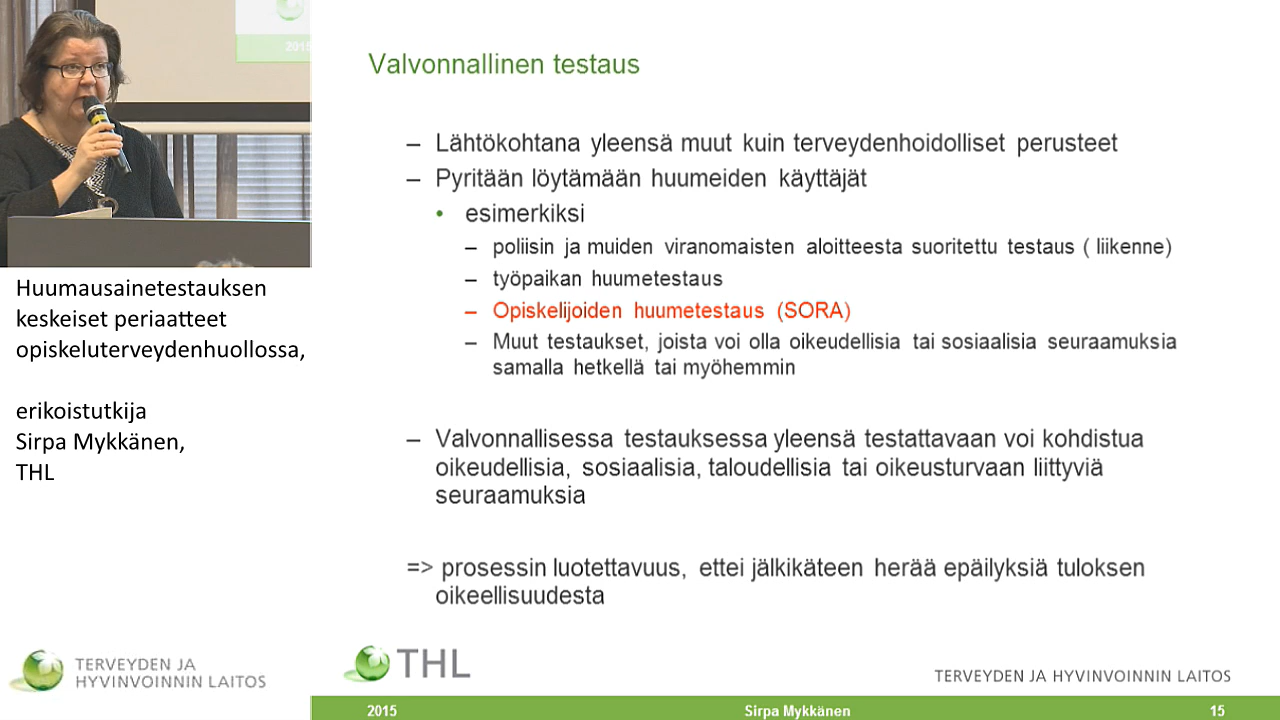 2015
Huumausainetestauksen
keskeiset periaatteet
opiskeluterveydenhuollossa,
erikoistutkija
Sirpa Mykkänen,
THL
TERVEYDEN JA
HYVINVOINNIN LAITOS
Valvonnallinen testaus
– Lähtökohtana yleensä muut kuin terveydenhoidolliset perusteet
– Pyritään löytämään huumeiden käyttäjät
• esimerkiksi
– poliisin ja muiden viranomaisten aloitteesta suoritettu testaus ( liikenne)
– työpaikan huumetestaus
– Opiskelijoiden huumetestaus (SORA)
– Muut testaukset, joista voi olla oikeudellisia tai sosiaalisia seuraamuksia
samalla hetkellä tai myöhemmin
– Valvonnallisessa testauksessa yleensä testattavaan voi kohdistua
oikeudellisia, sosiaalisia, taloudellisia tai oikeusturvaan liittyviä
seuraamuksia
=> prosessin luotettavuus, ettei jälkikäteen herää epäilyksiä tuloksen
oikeellisuudesta
THL
TERVEYDEN JA HYVINVOINNIN LAITOS
2015 Sirpa Mykkänen 15